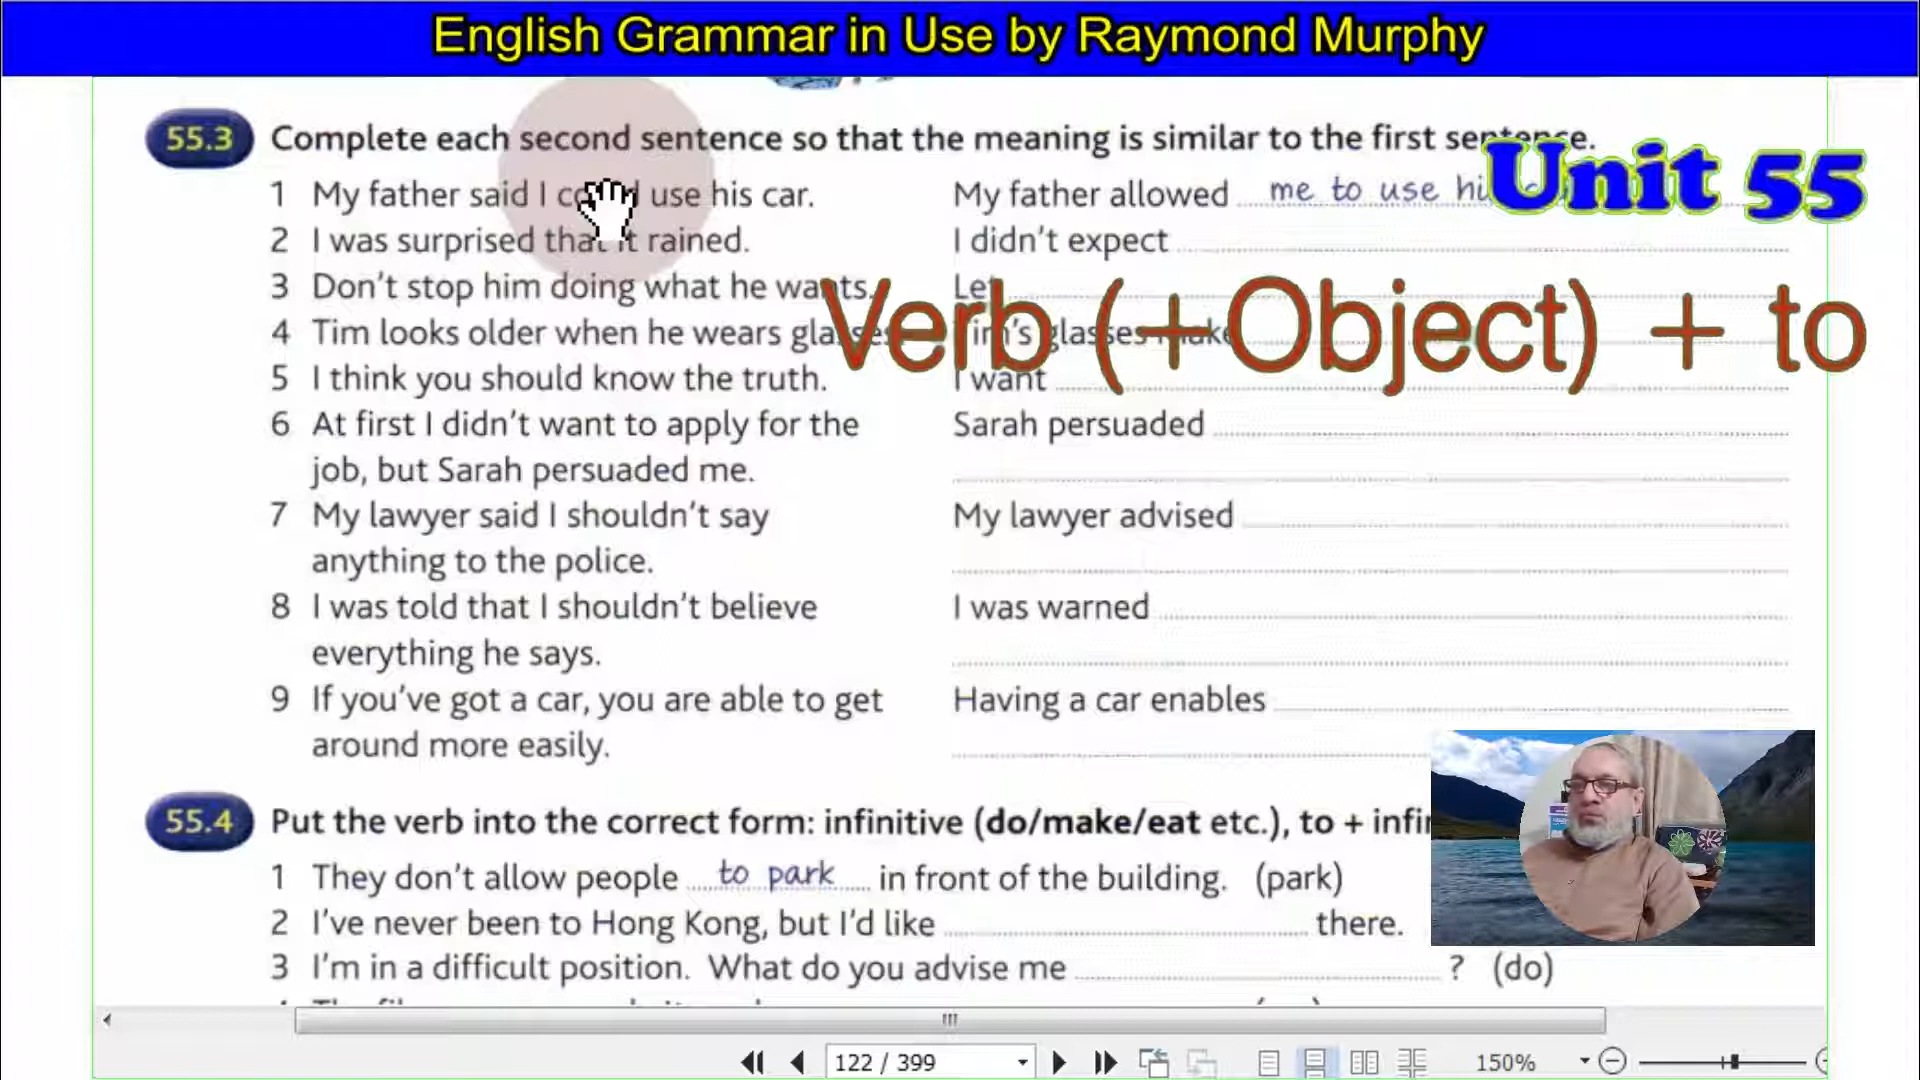 English Grammar in Use by Raymond Murphy
55.3 Complete each second sentence so that the meaning is similar to the first sentence.
Unit 55
1 My father said I could use his car. My father allowed me to use his
2 I was surprised that it rained. I didn't expect
3 Don't stop him doing what he wants. Let
Verb (+Object) + to
4 Tim looks older when he wears glasses. Tim's glasses make
5 I think you should know the truth. I want
6 At first I didn't want to apply for the Sarah persuaded
job, but Sarah persuaded me.
7 My lawyer said I shouldn't say My lawyer advised
anything to the police.
8 I was told that I shouldn't believe I was warned
everything he says.
9 If you've got a car, you are able to get Having a car enables
around more easily.
55.4 Put the verb into the correct form: infinitive (do/make/eat etc.), to +
1 They don't allow people to park in front of the building. (park)
2 I've never been to Hong Kong, but I'd like there.
3 I'm in a difficult position. What do you advise me ? (do)
122 / 399
150%